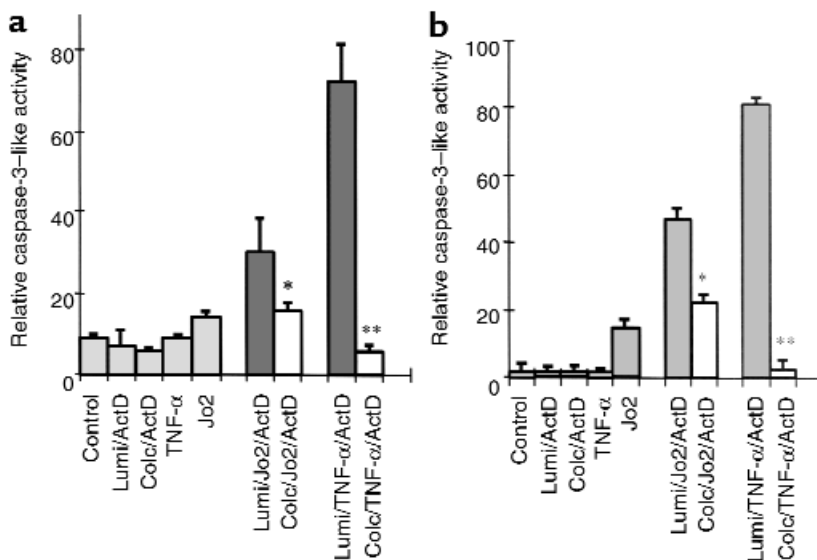 a
Relative caspase-3–like activity
80
60
40
20
0
*
**
Control
Lumi/ActD
Colc/ActD
TNF-α
Jo2
Lumi/Jo2/ActD
Colc/Jo2/ActD
Lumi/TNF-α/ActD
Colc/TNF-α/ActD
b
Relative caspase-3–like activity
100
80
60
40
20
0
*
**
Control
Lumi/ActD
Colc/ActD
TNF-α
Jo2
Lumi/Jo2/ActD
Colc/Jo2/ActD
Lumi/TNF-α/ActD
Colc/TNF-α/ActD